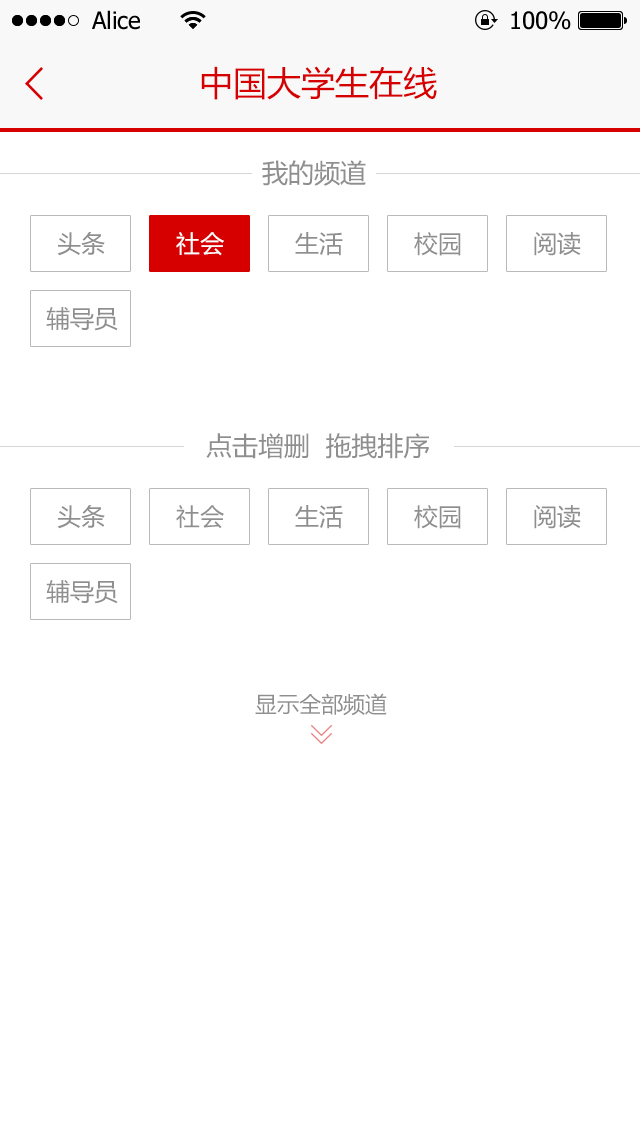 Alice 100%
中国大学生在线
我的频道
头条 社会 生活 校园 阅读
辅导员
点击增删 拖拽排序
头条 社会 生活 校园 阅读
辅导员
显示全部频道